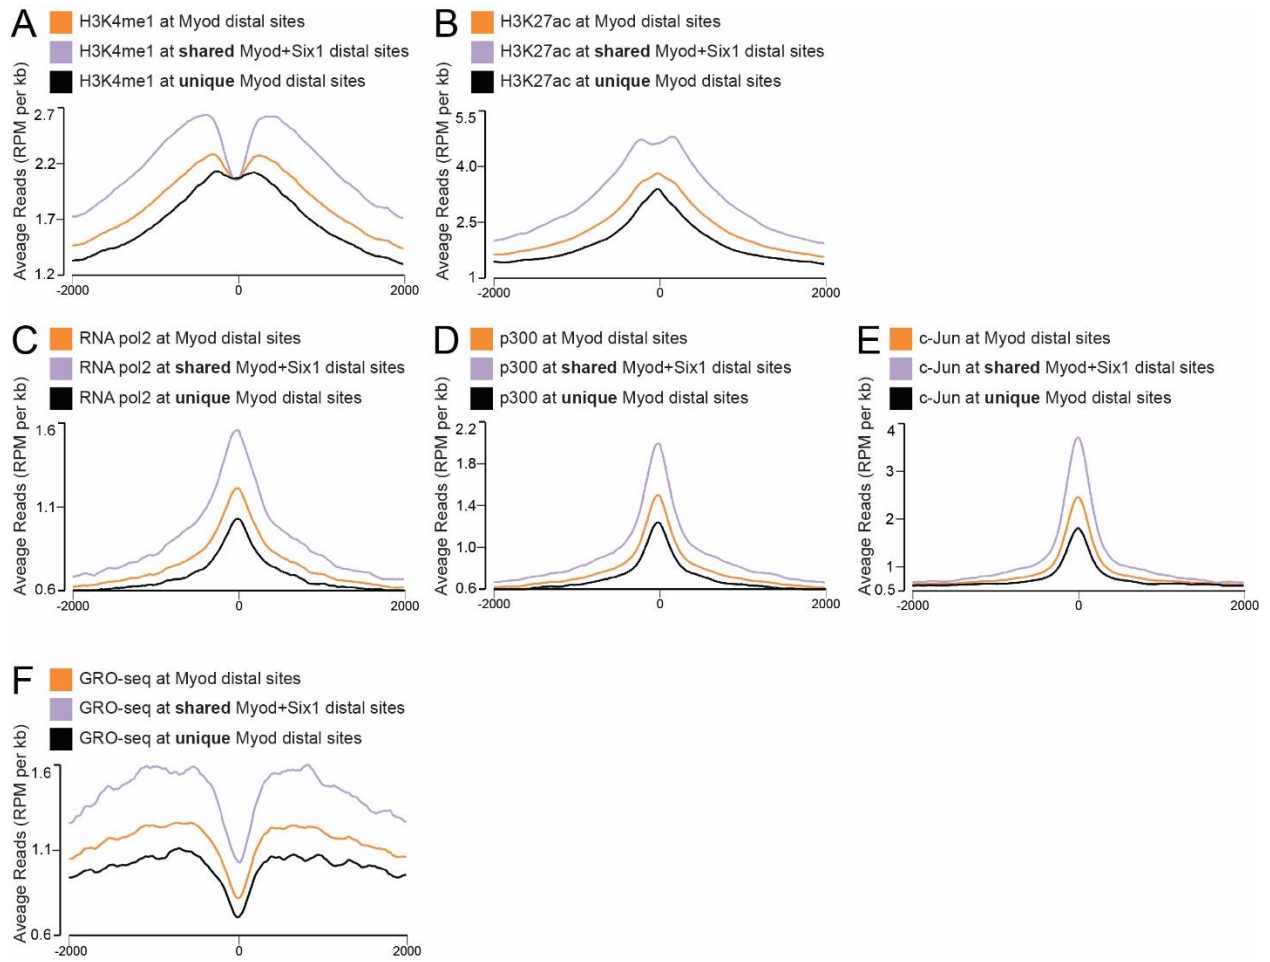 A
H3K4me1 at Myod distal sites
H3K4me1 at shared Myod+Six1 distal sites
H3K4me1 at unique Myod distal sites
Aveage Reads (RPM per kb)
2.7
2.2
1.7
1.2
-2000
0
2000
B
H3K27ac at Myod distal sites
H3K27ac at shared Myod+Six1 distal sites
H3K27ac at unique Myod distal sites
Aveage Reads (RPM per kb)
5.5
4.0
2.5
1
-2000
0
2000
C
RNA pol2 at Myod distal sites
RNA pol2 at shared Myod+Six1 distal sites
RNA pol2 at unique Myod distal sites
Aveage Reads (RPM per kb)
1.6
1.1
0.6
-2000
0
2000
D
p300 at Myod distal sites
p300 at shared Myod+Six1 distal sites
p300 at unique Myod distal sites
Aveage Reads (RPM per kb)
2.2
1.8
1.4
1.0
0.6
-2000
0
2000
E
c-Jun at Myod distal sites
c-Jun at shared Myod+Six1 distal sites
c-Jun at unique Myod distal sites
Aveage Reads (RPM per kb)
4
3
2
1
0.5
-2000
0
2000
F
GRO-seq at Myod distal sites
GRO-seq at shared Myod+Six1 distal sites
GRO-seq at unique Myod distal sites
Aveage Reads (RPM per kb)
1.6
1.1
0.6
-2000
0
2000